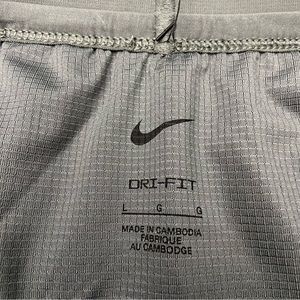 DRI-FIT
L G G
MADE IN CAMBODIA
FABRIQUÉ
AU CAMBODGE